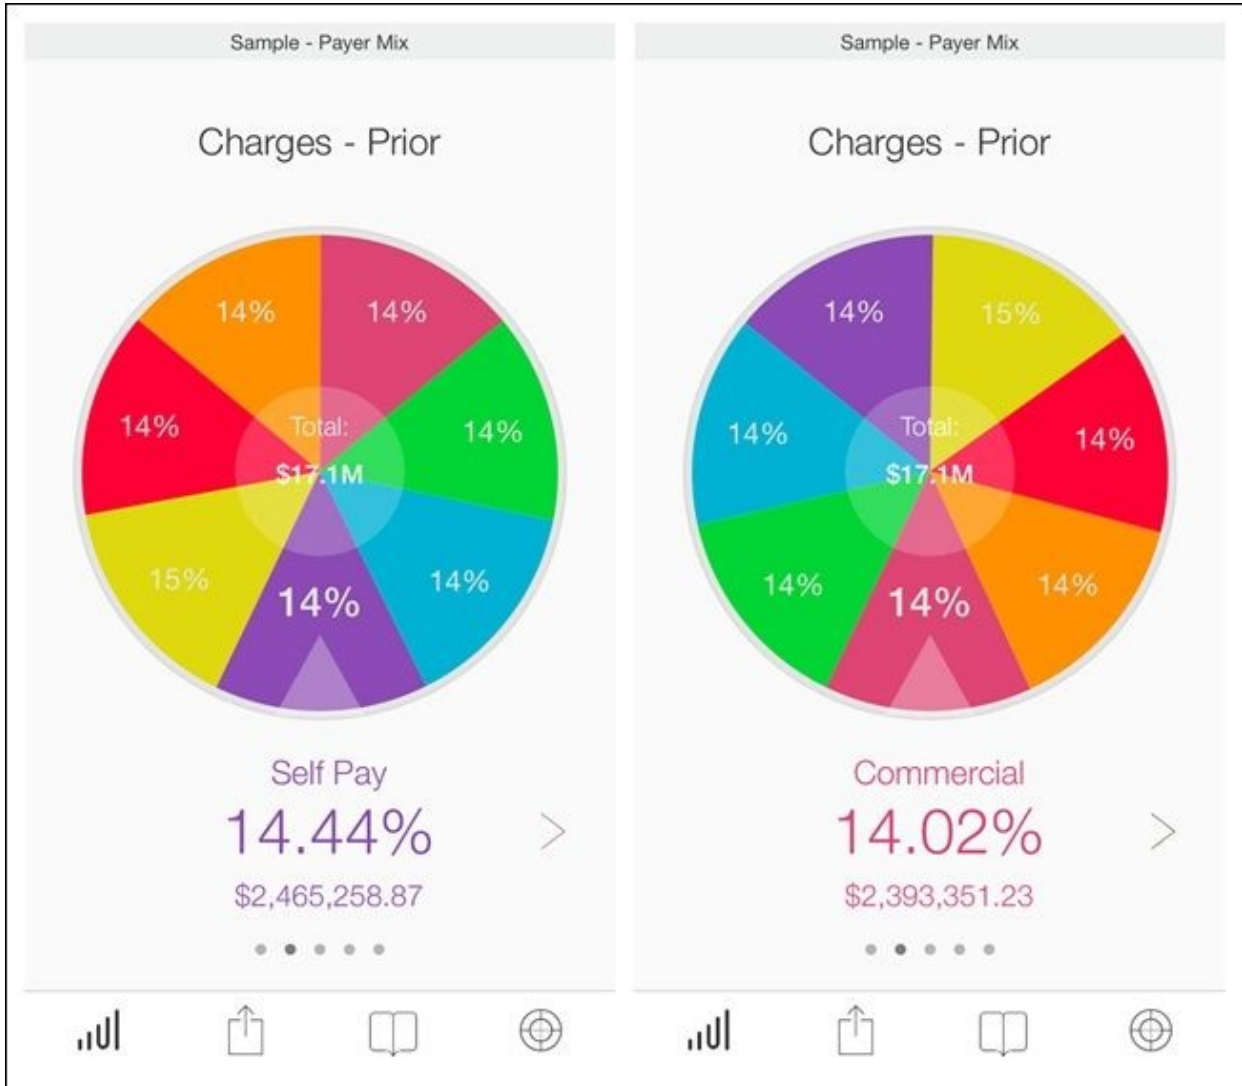 Sample - Payer Mix
Charges - Prior
14%
14%
14%
14%
Total:
$17.1M
15%
14%
14%
Self Pay
14.44%
$2,465,258.87
Sample - Payer Mix
Charges - Prior
14%
15%
14%
14%
Total:
$17.1M
14%
14%
14%
Commercial
14.02%
$2,393,351.23